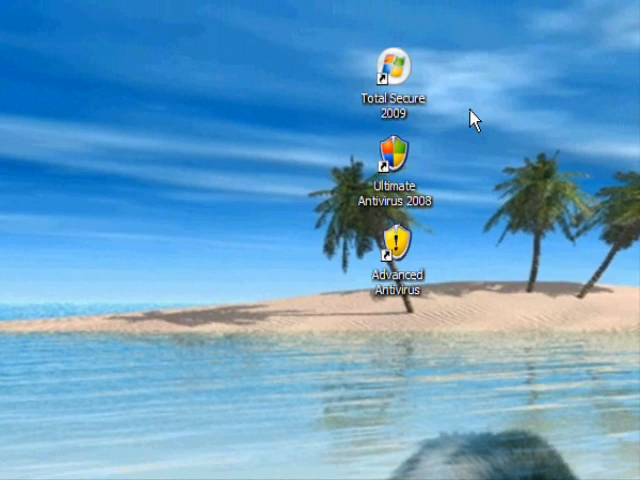 Total Secure
2009
Ultimate
Antivirus 2008
Advanced
Antivirus